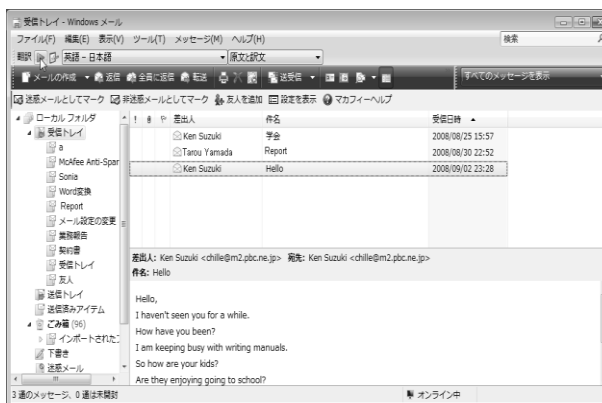 受信トレイ - Windows メール
ファイル(F) 編集(E) 表示(V) ツール(T) メッセージ(M) ヘルプ(H) 検索
翻訳 英語 - 日本語 原文と訳文
メールの作成 返信 全員に返信 転送 送受信 すべてのメッセージを表示
迷惑メールとしてマーク 非迷惑メールとしてマーク 友人を追加 設定を表示 マカフィーヘルプ
ローカル フォルダ
受信トレイ
a
McAfee Anti-Spar
Sonia
Word変換
Report
メール設定の変更
業務報告
契約書
受信トレイ
友人
送信トレイ
送信済みアイテム
ごみ箱 (96)
インポートされたフ
下書き
迷惑メール
! 差出人 件名 受信日時
Ken Suzuki 学会 2008/08/25 15:57
Tarou Yamada Report 2008/08/30 22:52
Ken Suzuki Hello 2008/09/02 23:28
差出人: Ken Suzuki <chille@m2.pbc.ne.jp> 宛先: Ken Suzuki <chille@m2.pbc.ne.jp>
件名: Hello
Hello,
I haven't seen you for a while.
How have you been?
I am keeping busy with writing manuals.
So how are your kids?
Are they enjoying going to school?
3 通のメッセージ、0 通は未開封 オンライン中